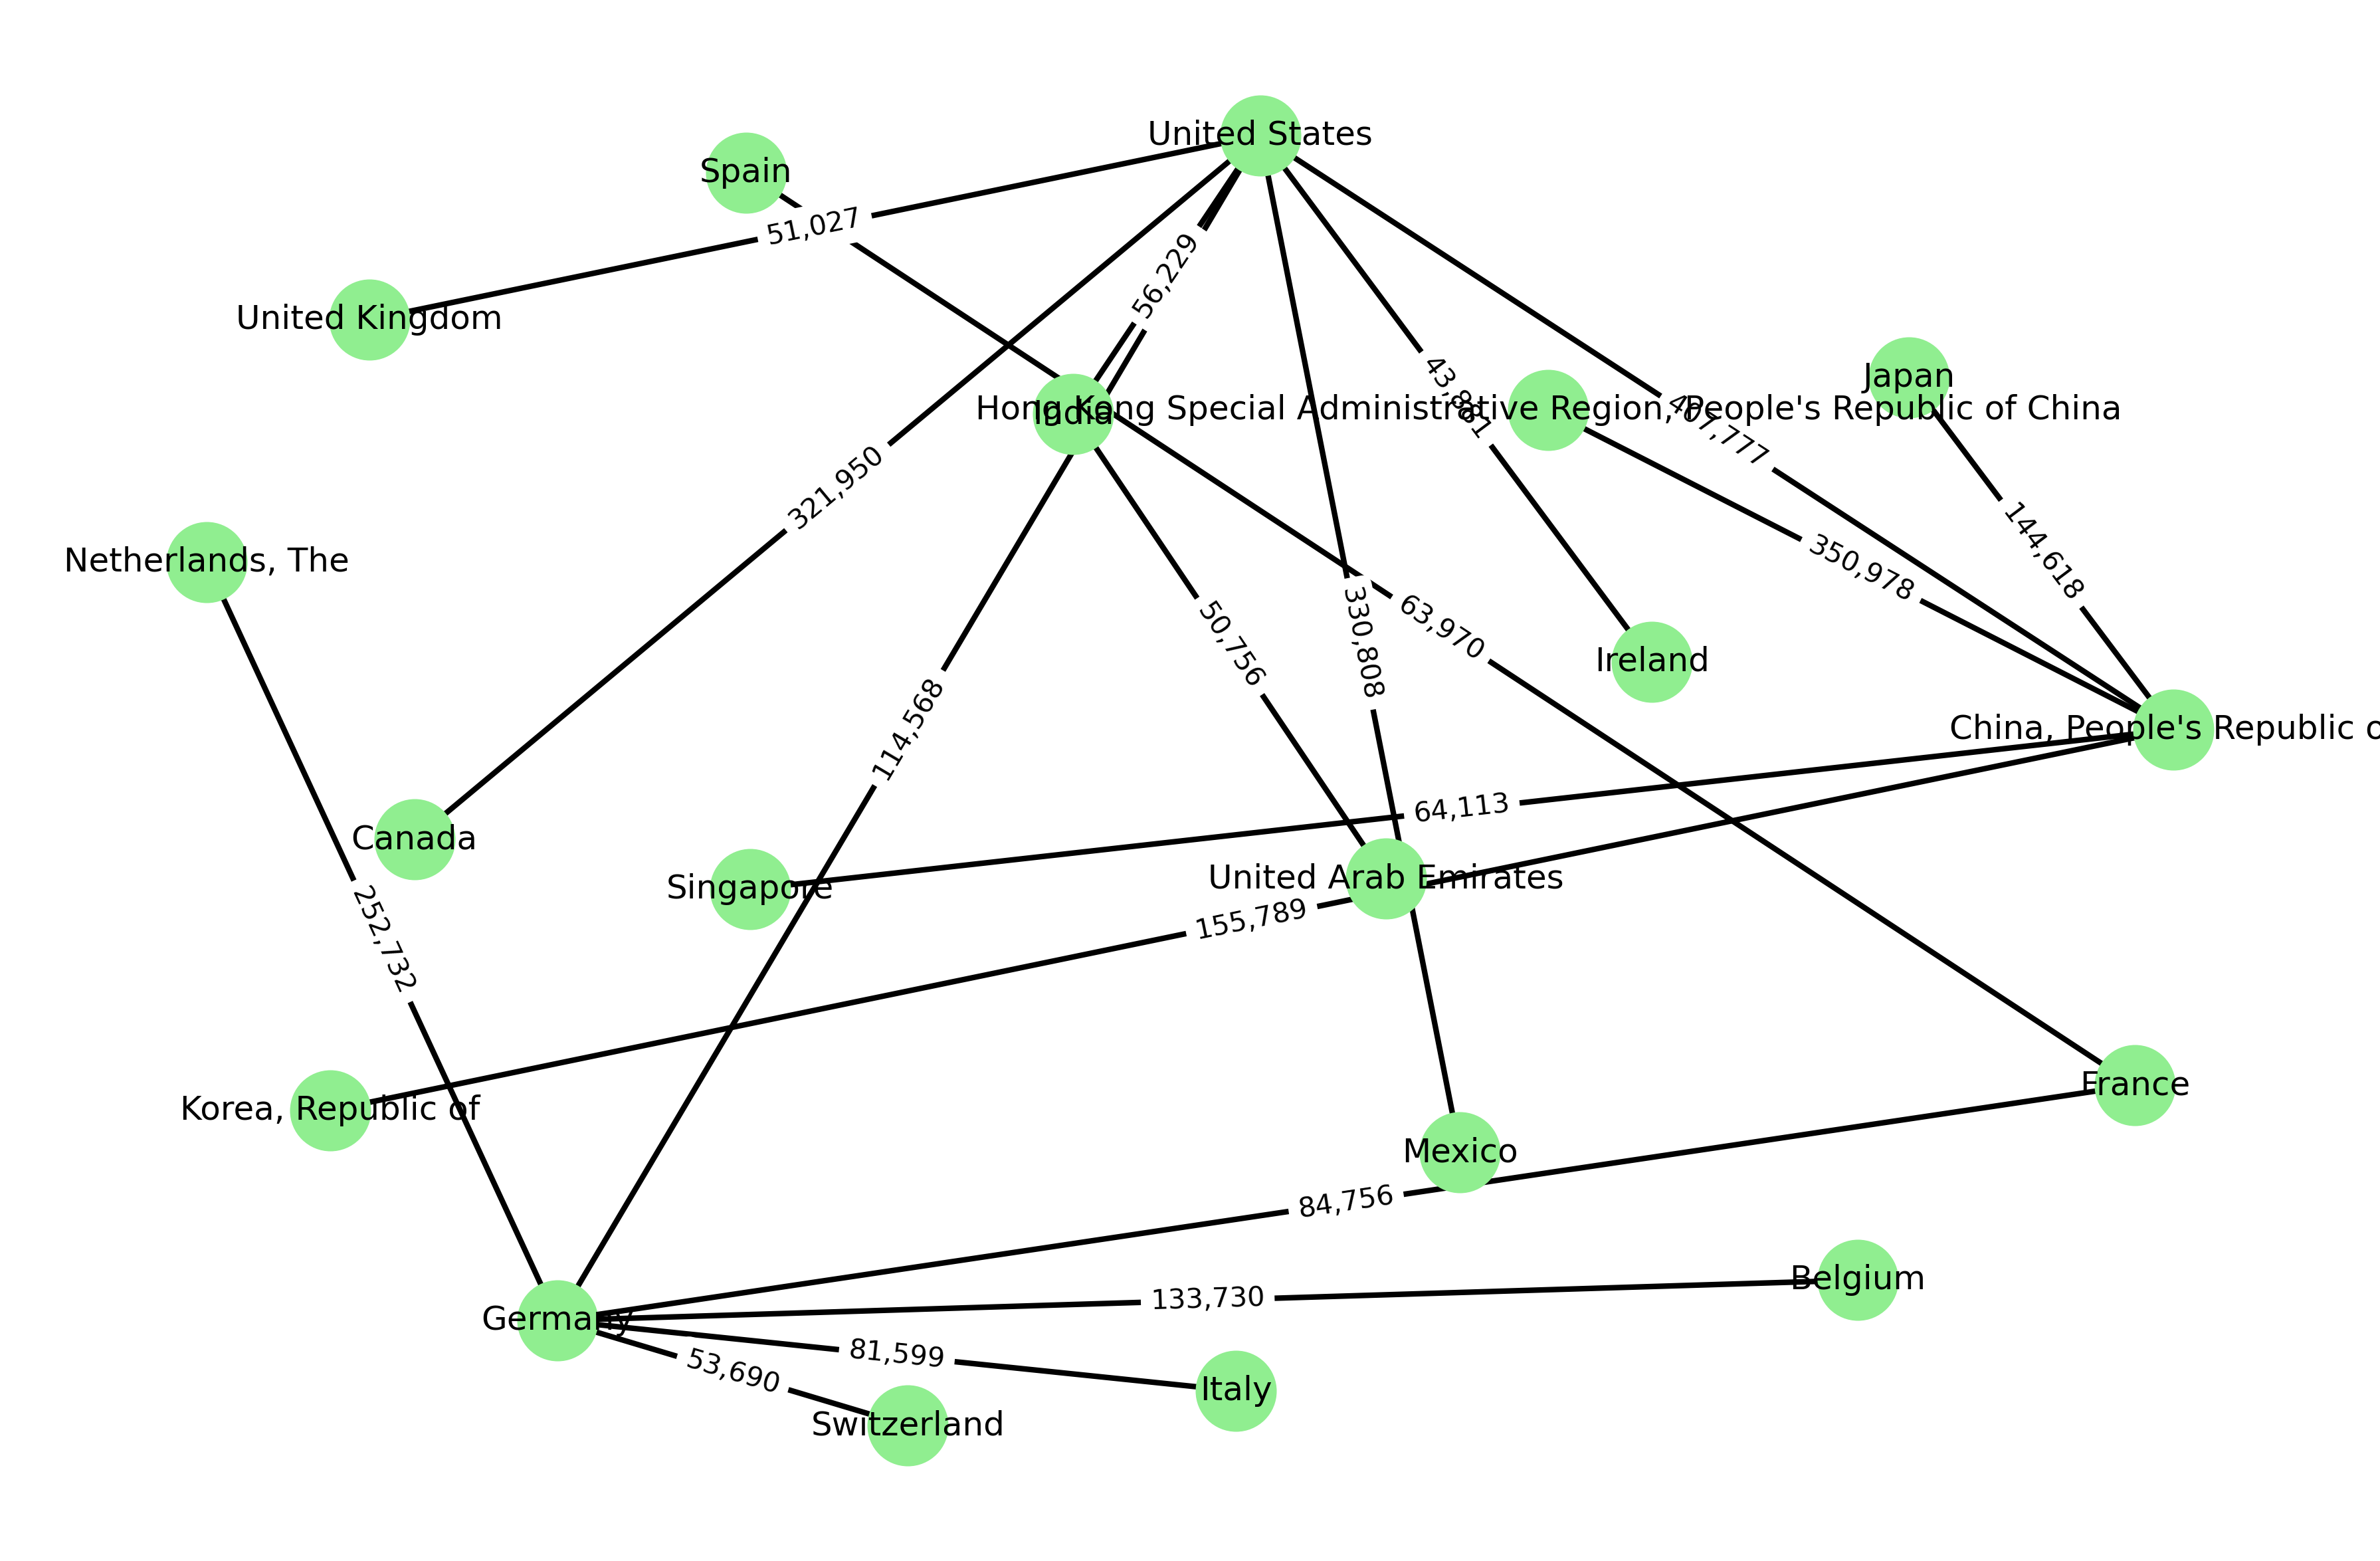 United States
Spain
51,027
56,229
United Kingdom
Japan
43,881
407,777
India
Hong Kong Special Administrative Region, People's Republic of China
321,950
Netherlands, The
144,618
350,978
50,756
330,808
63,970
Ireland
114,568
China, People's Republic o
64,113
Canada
Singapore
United Arab Emirates
155,789
252,732
Korea, Republic of
France
Mexico
84,756
Belgium
133,730
Germany
81,599
53,690
Italy
Switzerland